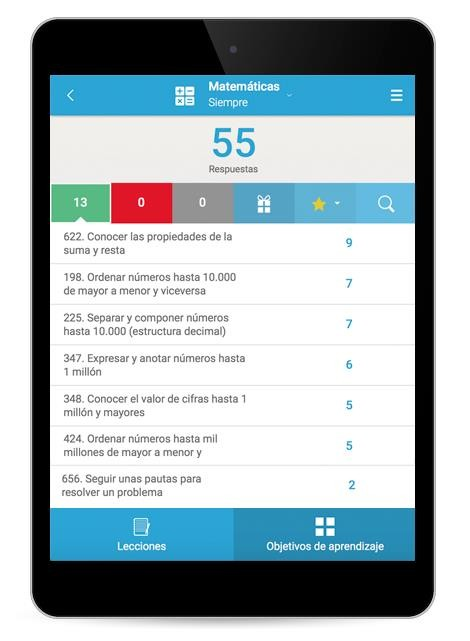 Matemáticas
Siempre
55
Respuestas
13 0 0
622. Conocer las propiedades de la
suma y resta
9
198. Ordenar números hasta 10.000
de mayor a menor y viceversa
7
225. Separar y componer números
hasta 10.000 (estructura decimal)
7
347. Expresar y anotar números hasta
1 millón
6
348. Conocer el valor de cifras hasta 1
millón y mayores
5
424. Ordenar números hasta mil
millones de mayor a menor y
5
656. Seguir unas pautas para
resolver un problema
2
Lecciones
Objetivos de aprendizaje